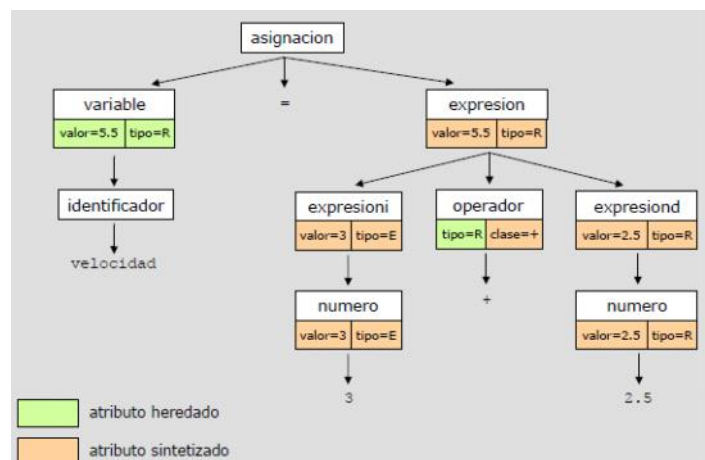 asignacion
variable = expresion
valor=5.5 tipo=R valor=5.5 tipo=R
identificador expresioni operador expresiond
valor=3 tipo=E tipo=R clase=+ valor=2.5 tipo=R
velocidad
numero + numero
valor=3 tipo=E valor=2.5 tipo=R
3 2.5
atributo heredado
atributo sintetizado